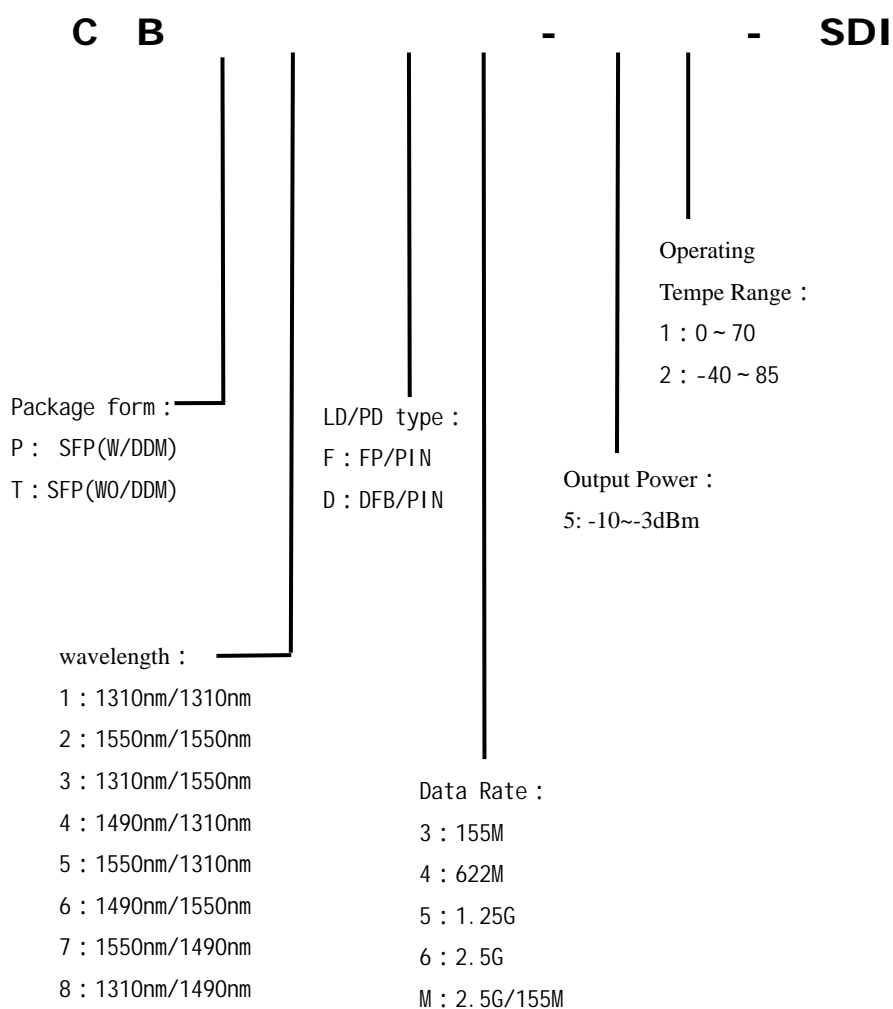 C B - - SDI
Operating
Tempe Range：
1：0～70
2：-40～85
Package form：
P： SFP(W/DDM)
T：SFP(WO/DDM)
LD/PD type：
F：FP/PIN
D：DFB/PIN
Output Power：
5: -10~-3dBm
wavelength：
1：1310nm/1310nm
2：1550nm/1550nm
3：1310nm/1550nm
4：1490nm/1310nm
5：1550nm/1310nm
6：1490nm/1550nm
7：1550nm/1490nm
8：1310nm/1490nm
Data Rate：
3：155M
4：622M
5：1.25G
6：2.5G
M：2.5G/155M